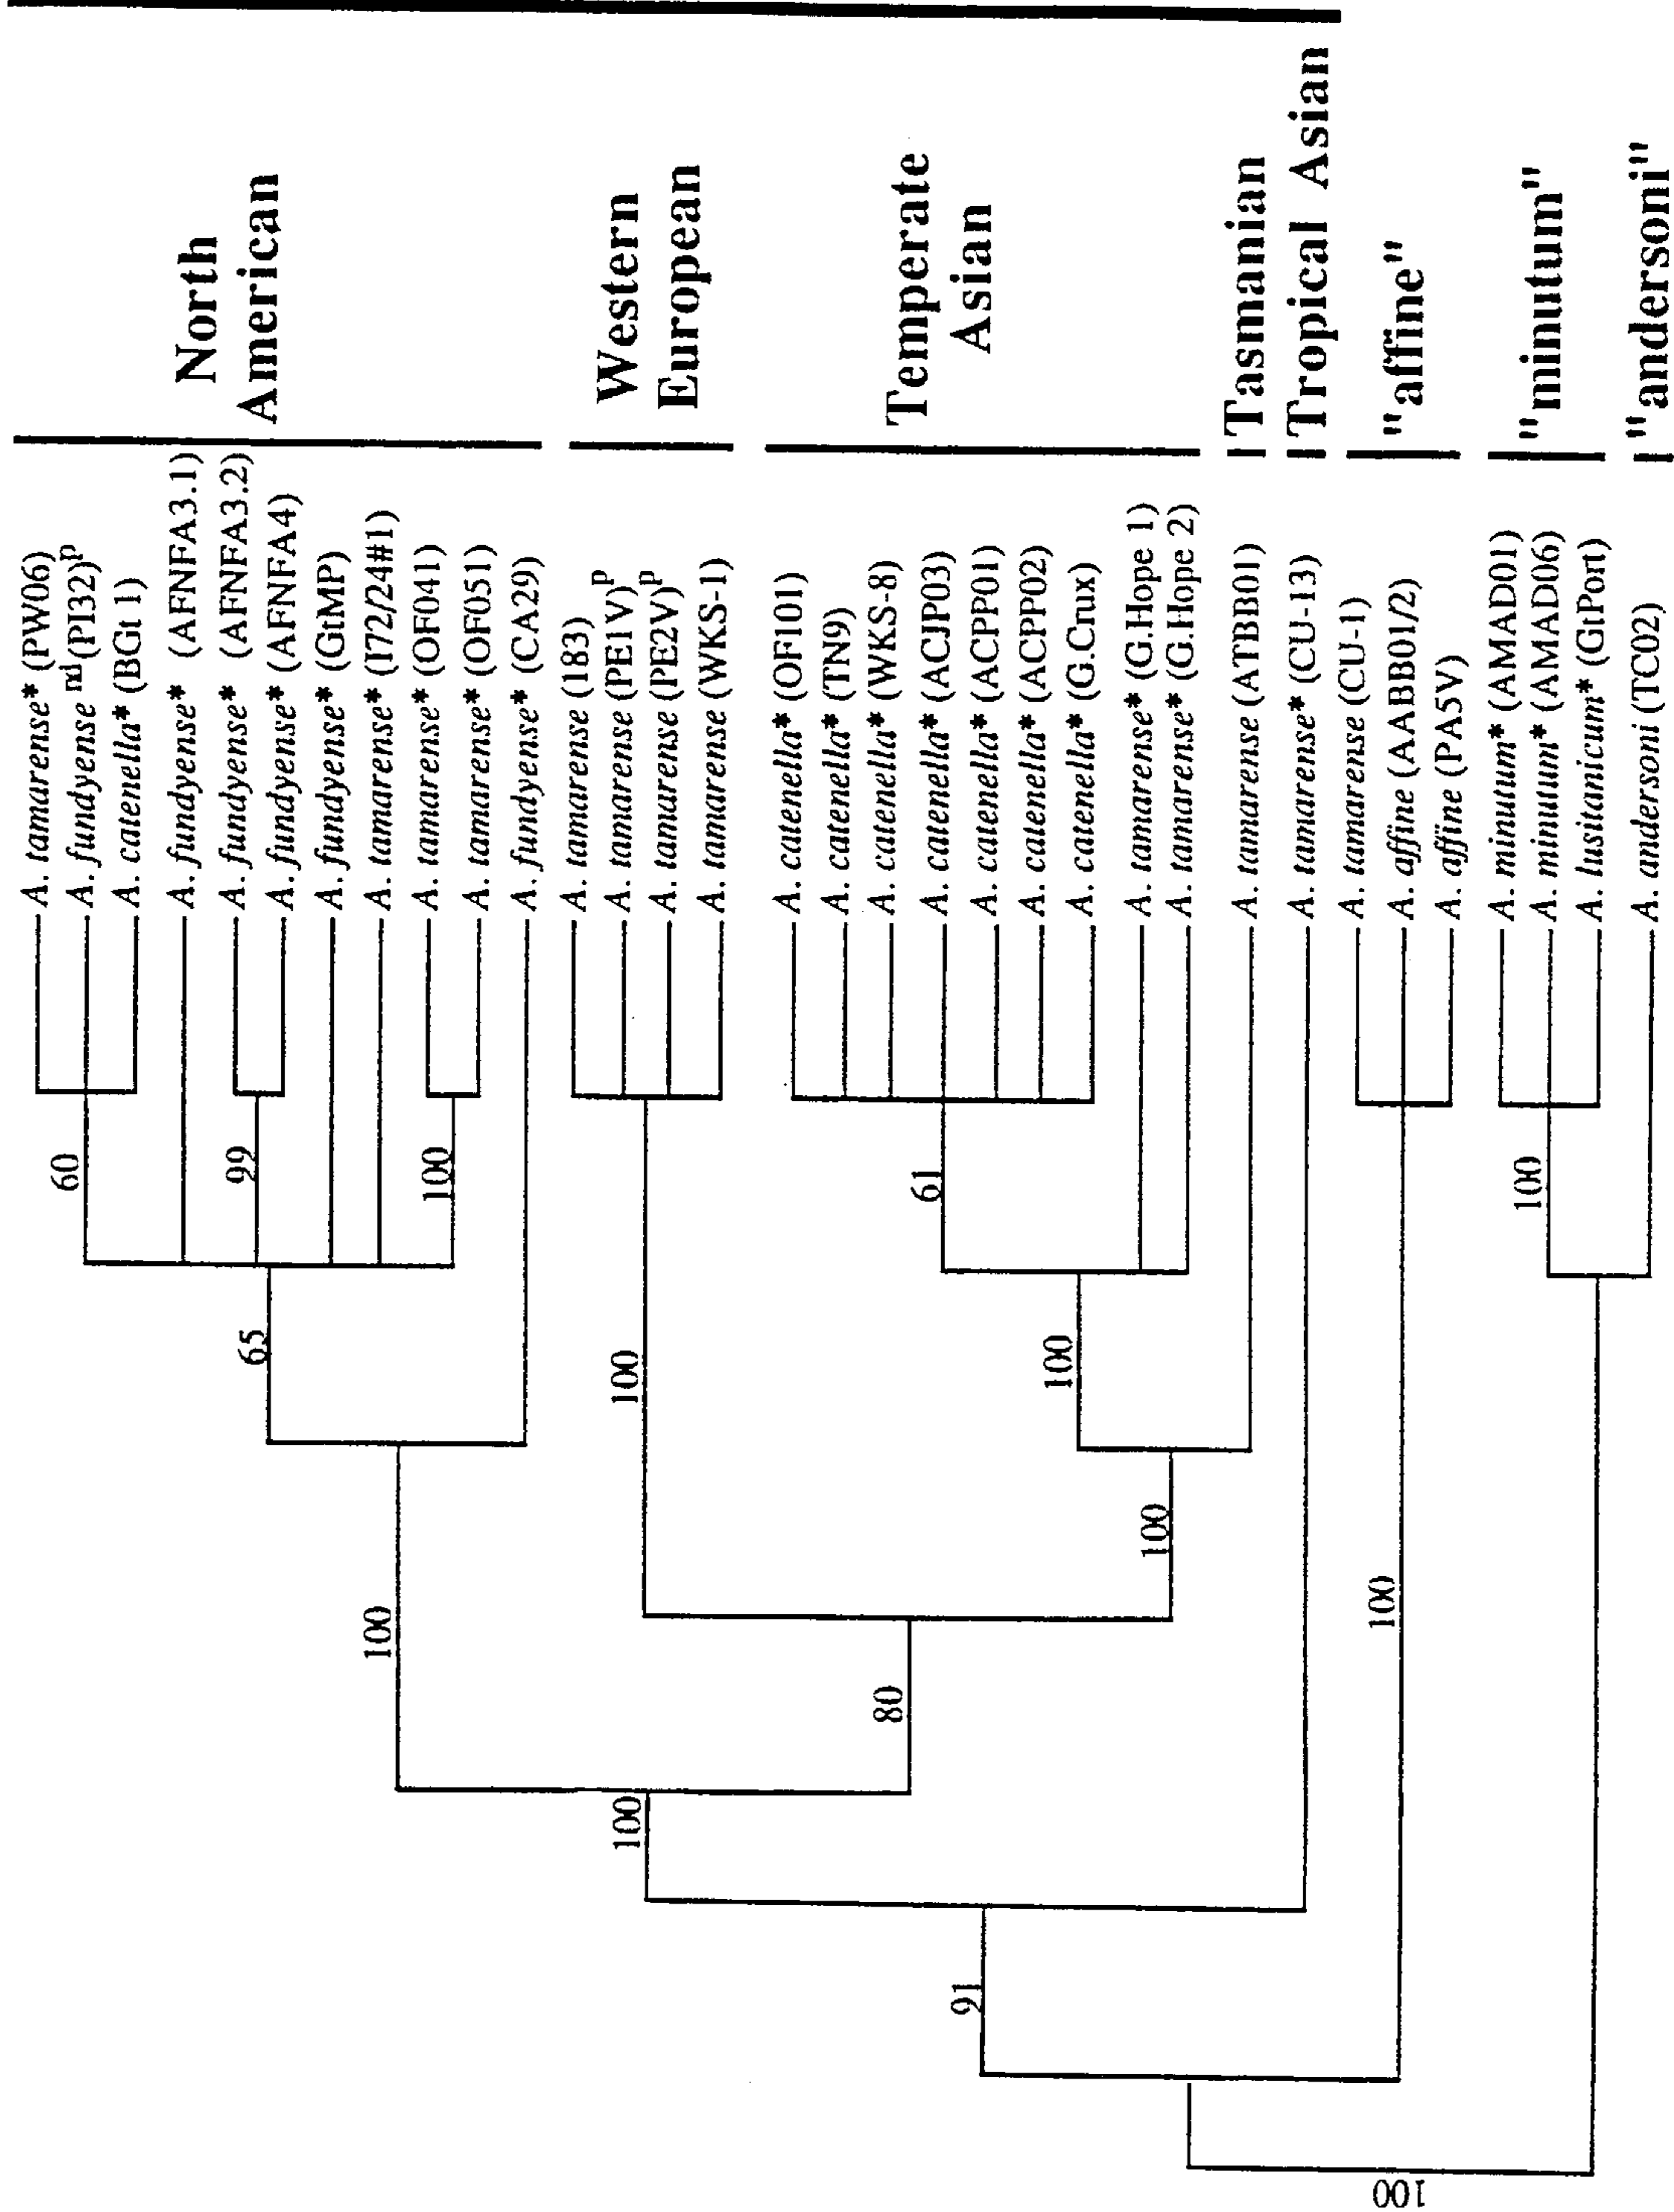 A. tamarense* (PW06)
A. fundyense nd (PI32)p
A. catenella* (BGt 1)
A. fundyense* (AFNFA3.1)
A. fundyense* (AFNFA3.2)
A. fundyense* (AFNFA4)
A. fundyense* (GtMP)
A. tamarense* (I72/24#1)
A. tamarense* (OF041)
A. tamarense* (OF051)
A. fundyense* (CA29)
A. tamarense (183)
A. tamarense (PE1V)p
A. tamarense (PE2V)p
A. tamarense (WKS-1)
A. catenella* (OF101)
A. catenella* (TN9)
A. catenella* (WKS-8)
A. catenella* (ACJP03)
A. catenella* (ACPP01)
A. catenella* (ACPP02)
A. catenella* (G.Crux)
A. tamarense* (G.Hope 1)
A. tamarense* (G.Hope 2)
A. tamarense (ATBB01)
A. tamarense* (CU-13)
A. tamarense (CU-1)
A. affine (AABB01/2)
A. affine (PA5V)
A. minutum* (AMAD01)
A. minutum* (AMAD06)
A. lusitanicum* (GtPort)
A. andersoni (TC02)
North
American
Western
European
Temperate
Asian
Tasmanian
Tropical Asian
"affine"
"minutum"
"andersoni"
60
99
100
65
100
100
61
100
100
80
100
91
100
100
100